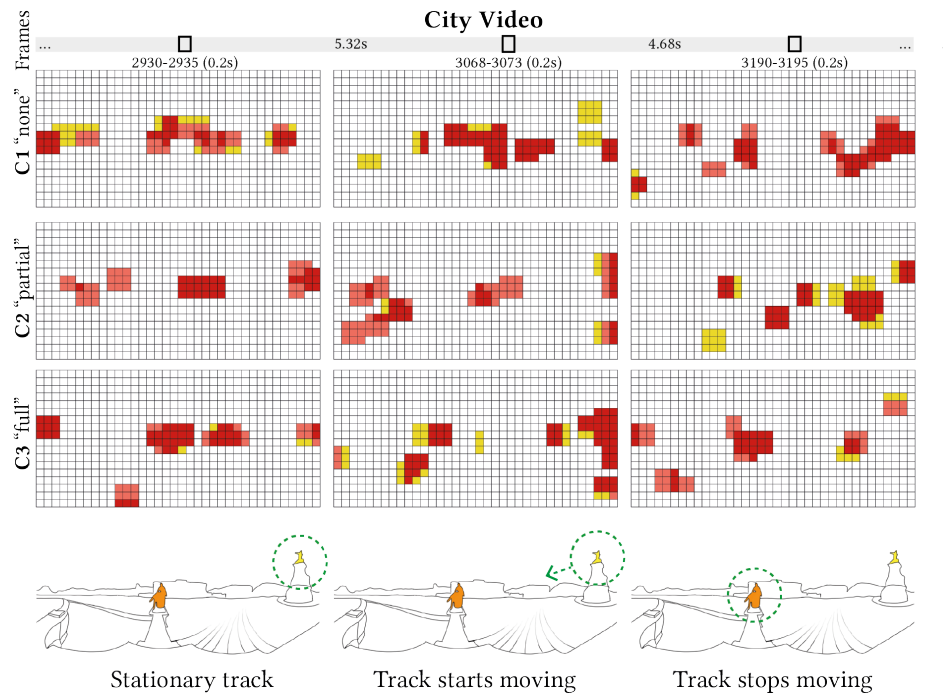 City Video
Frames
... 5.32s 4.68s ...
2930-2935 (0.2s) 3068-3073 (0.2s) 3190-3195 (0.2s)
C1 “none”
C2 “partial”
C3 “full”
Stationary track Track starts moving Track stops moving